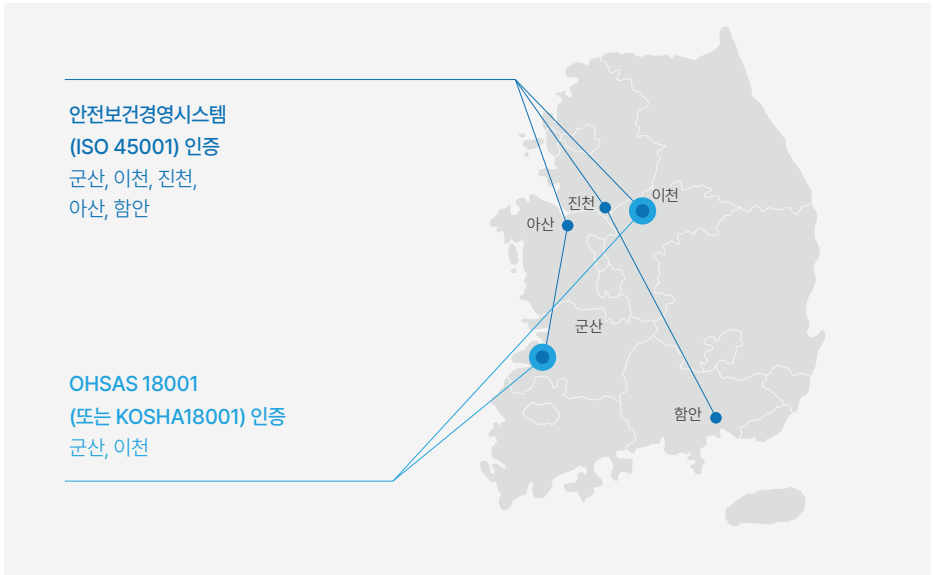 안전보건경영시스템
(ISO 45001) 인증
군산, 이천, 진천,
아산, 함안
이천
진천
아산
군산
함안
OHSAS 18001
(또는 KOSHA18001) 인증
군산, 이천